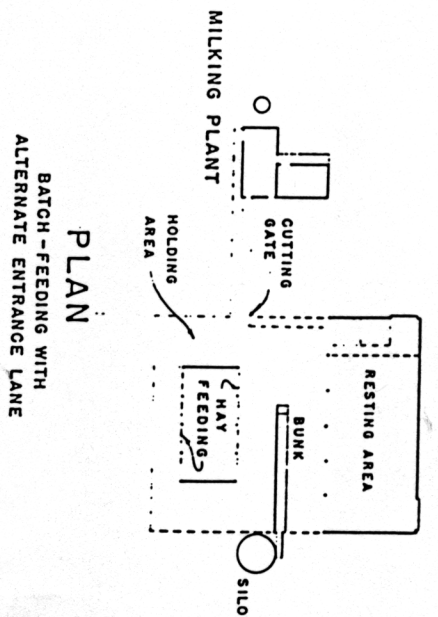 RESTING AREA
BUNK
CUTTING
GATE
SILO
MILKING PLANT
HAY
FEEDING
HOLDING
AREA
PLAN
BATCH-FEEDING WITH
ALTERNATE ENTRANCE LANE